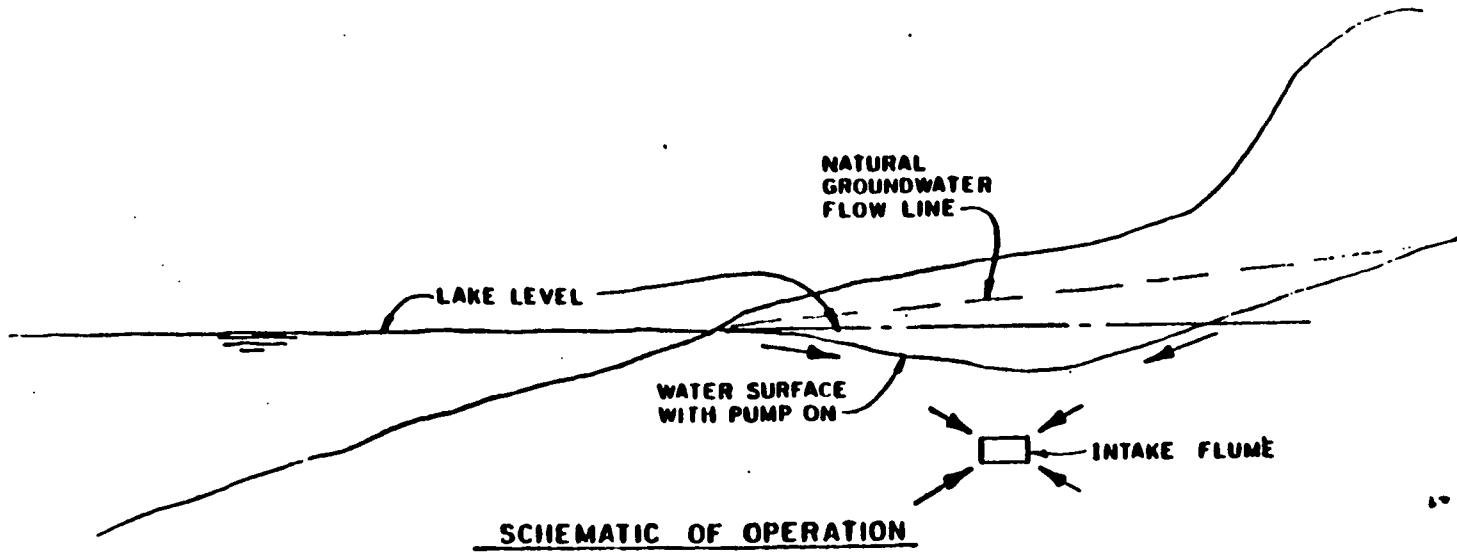 NATURAL
GROUNDWATER
FLOW LINE
LAKE LEVEL
WATER SURFACE
WITH PUMP ON
INTAKE FLUME
SCHEMATIC OF OPERATION